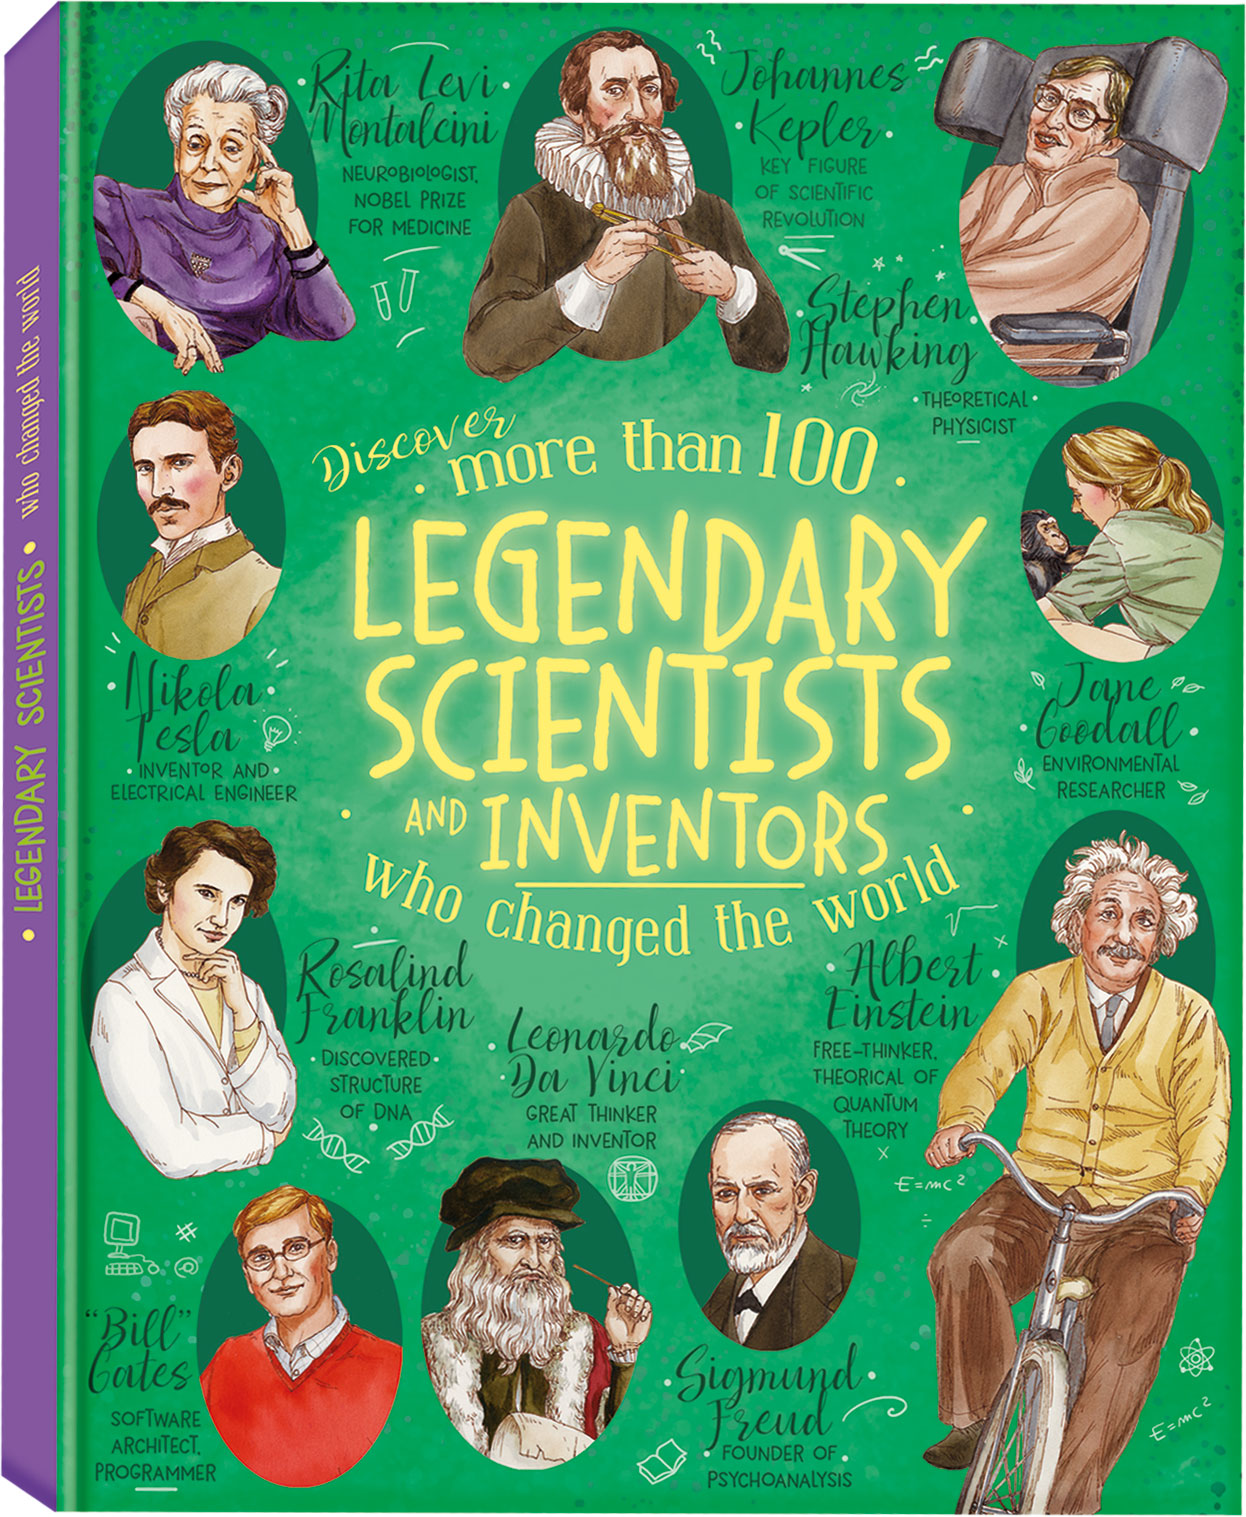 • LEGENDARY SCIENTISTS • who changed the world
Rita Levi
Montalcini
NEUROBIOLOGIST,
NOBEL PRIZE
FOR MEDICINE
Johannes
Kepler
KEY FIGURE
OF SCIENTIFIC
REVOLUTION
Stephen
Hawking
THEORETICAL
PHYSICIST
Discover
more than 100
LEGENDARY
SCIENTISTS
AND INVENTORS
who changed the world
Nikola
Tesla
INVENTOR AND
ELECTRICAL ENGINEER
Jane
Goodall
ENVIRONMENTAL
RESEARCHER
Rosalind
Franklin
DISCOVERED
STRUCTURE
OF DNA
Leonardo
Da Vinci
GREAT THINKER
AND INVENTOR
Albert
Einstein
FREE-THINKER,
THEORICAL OF
QUANTUM
THEORY
E=mc²
"Bill"
Gates
SOFTWARE
ARCHITECT,
PROGRAMMER
Sigmund
Freud
FOUNDER OF
PSYCHOANALYSIS
E=mc²